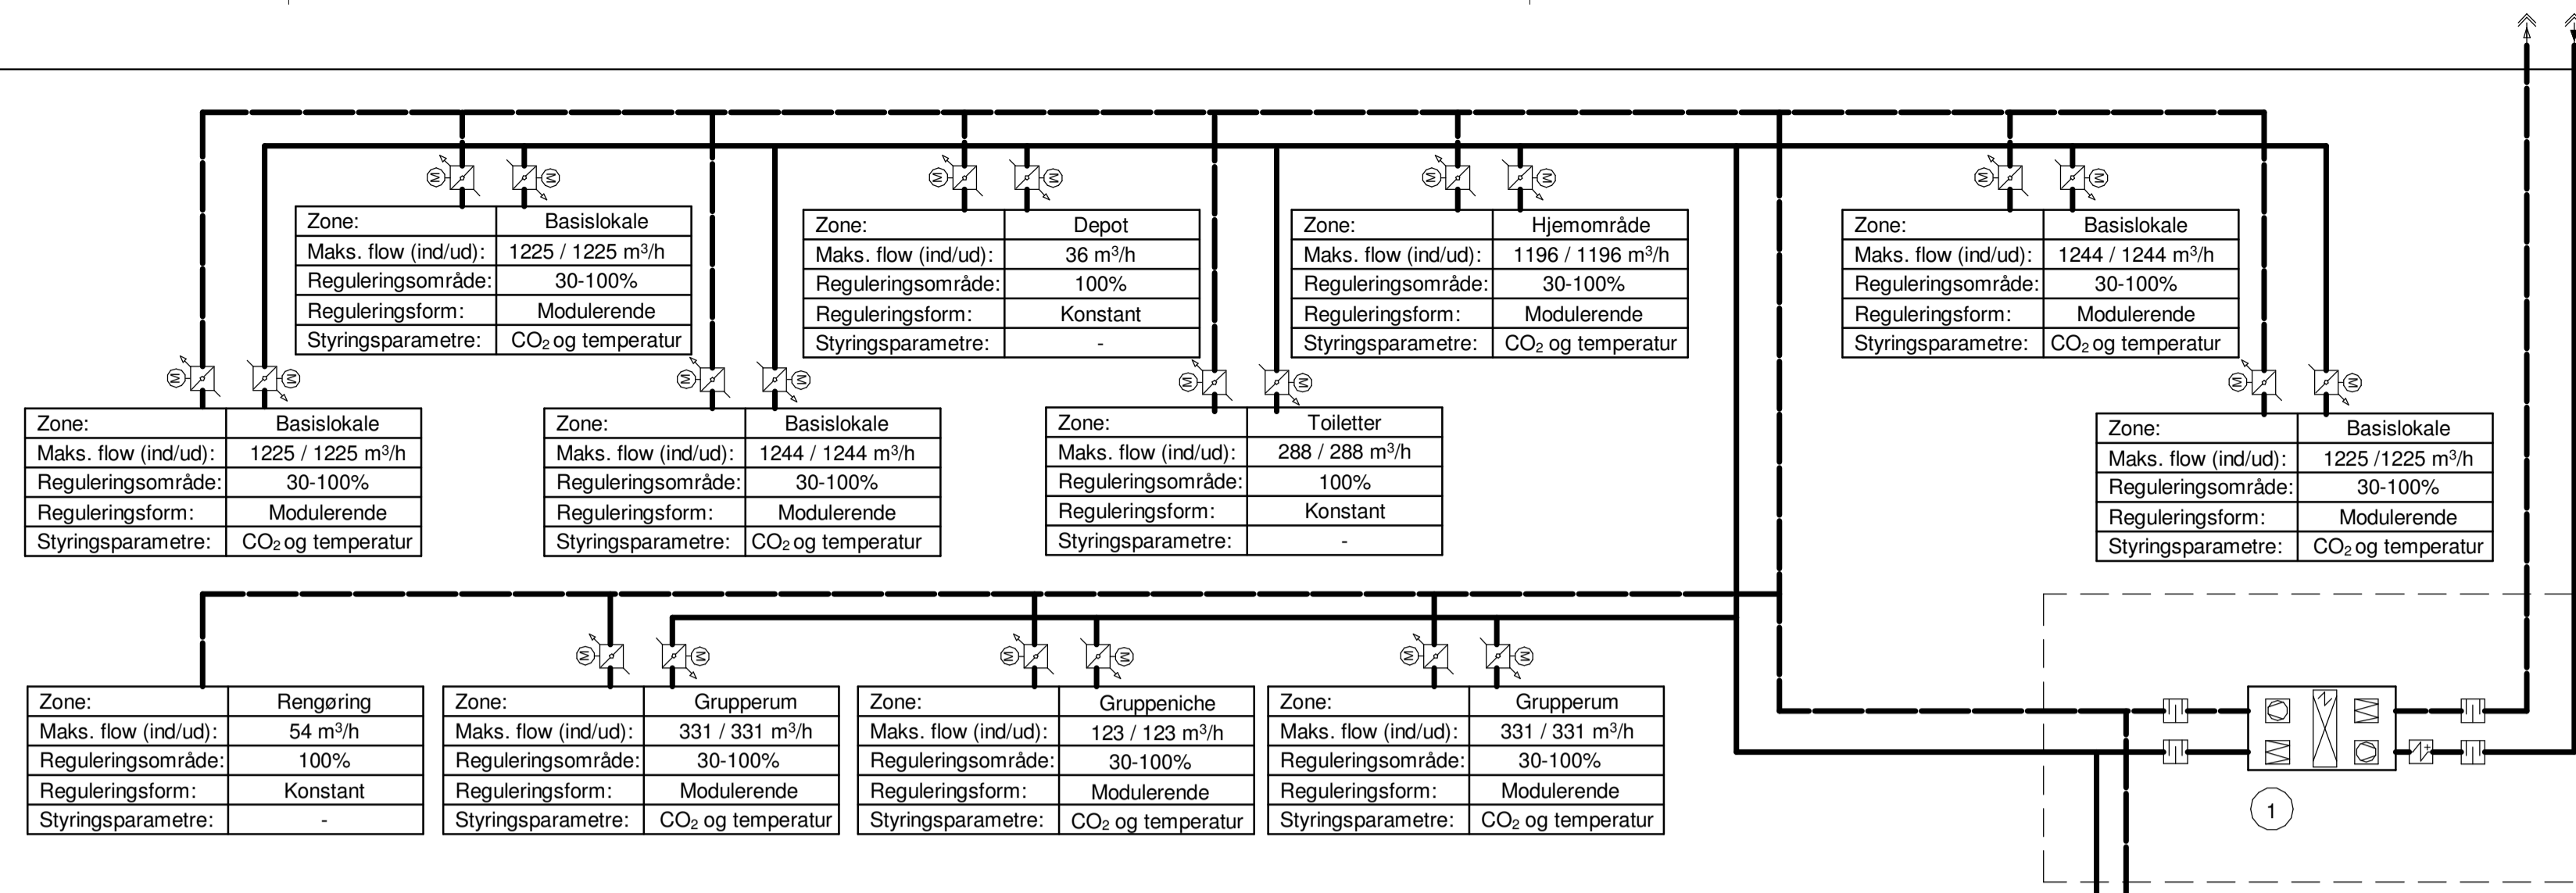 Zone: Basislokale
Maks. flow (ind/ud): 1225 / 1225 m³/h
Reguleringsområde: 30-100%
Reguleringsform: Modulerende
Styringsparametre: CO₂ og temperatur
Zone: Depot
Maks. flow (ind/ud): 36 m³/h
Reguleringsområde: 100%
Reguleringsform: Konstant
Styringsparametre: -
Zone: Hjemområde
Maks. flow (ind/ud): 1196 / 1196 m³/h
Reguleringsområde: 30-100%
Reguleringsform: Modulerende
Styringsparametre: CO₂ og temperatur
Zone: Basislokale
Maks. flow (ind/ud): 1244 / 1244 m³/h
Reguleringsområde: 30-100%
Reguleringsform: Modulerende
Styringsparametre: CO₂ og temperatur
M M M M M M M M
Zone: Basislokale
Maks. flow (ind/ud): 1225 / 1225 m³/h
Reguleringsområde: 30-100%
Reguleringsform: Modulerende
Styringsparametre: CO₂ og temperatur
Zone: Basislokale
Maks. flow (ind/ud): 1244 / 1244 m³/h
Reguleringsområde: 30-100%
Reguleringsform: Modulerende
Styringsparametre: CO₂ og temperatur
Zone: Toiletter
Maks. flow (ind/ud): 288 / 288 m³/h
Reguleringsområde: 100%
Reguleringsform: Konstant
Styringsparametre: -
Zone: Basislokale
Maks. flow (ind/ud): 1225 /1225 m³/h
Reguleringsområde: 30-100%
Reguleringsform: Modulerende
Styringsparametre: CO₂ og temperatur
M M M M M M M M
Zone: Rengøring
Maks. flow (ind/ud): 54 m³/h
Reguleringsområde: 100%
Reguleringsform: Konstant
Styringsparametre: -
Zone: Grupperum
Maks. flow (ind/ud): 331 / 331 m³/h
Reguleringsområde: 30-100%
Reguleringsform: Modulerende
Styringsparametre: CO₂ og temperatur
Zone: Gruppeniche
Maks. flow (ind/ud): 123 / 123 m³/h
Reguleringsområde: 30-100%
Reguleringsform: Modulerende
Styringsparametre: CO₂ og temperatur
Zone: Grupperum
Maks. flow (ind/ud): 331 / 331 m³/h
Reguleringsområde: 30-100%
Reguleringsform: Modulerende
Styringsparametre: CO₂ og temperatur
M M M M M M
1